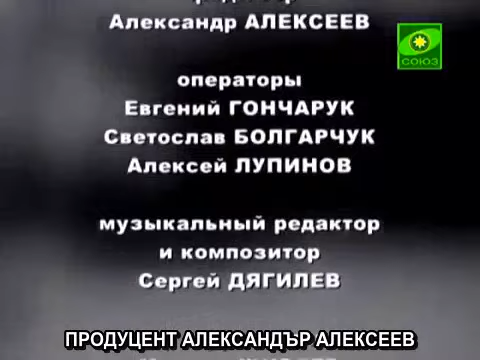 Александр АЛЕКСЕЕВ
СОЮЗ
операторы
Евгений ГОНЧАРУК
Светослав БОЛГАРЧУК
Алексей ЛУПИНОВ
музыкальный редактор
и композитор
Сергей ДЯГИЛЕВ
ПРОДУЦЕНТ АЛЕКСАНДЪР АЛЕКСЕЕВ